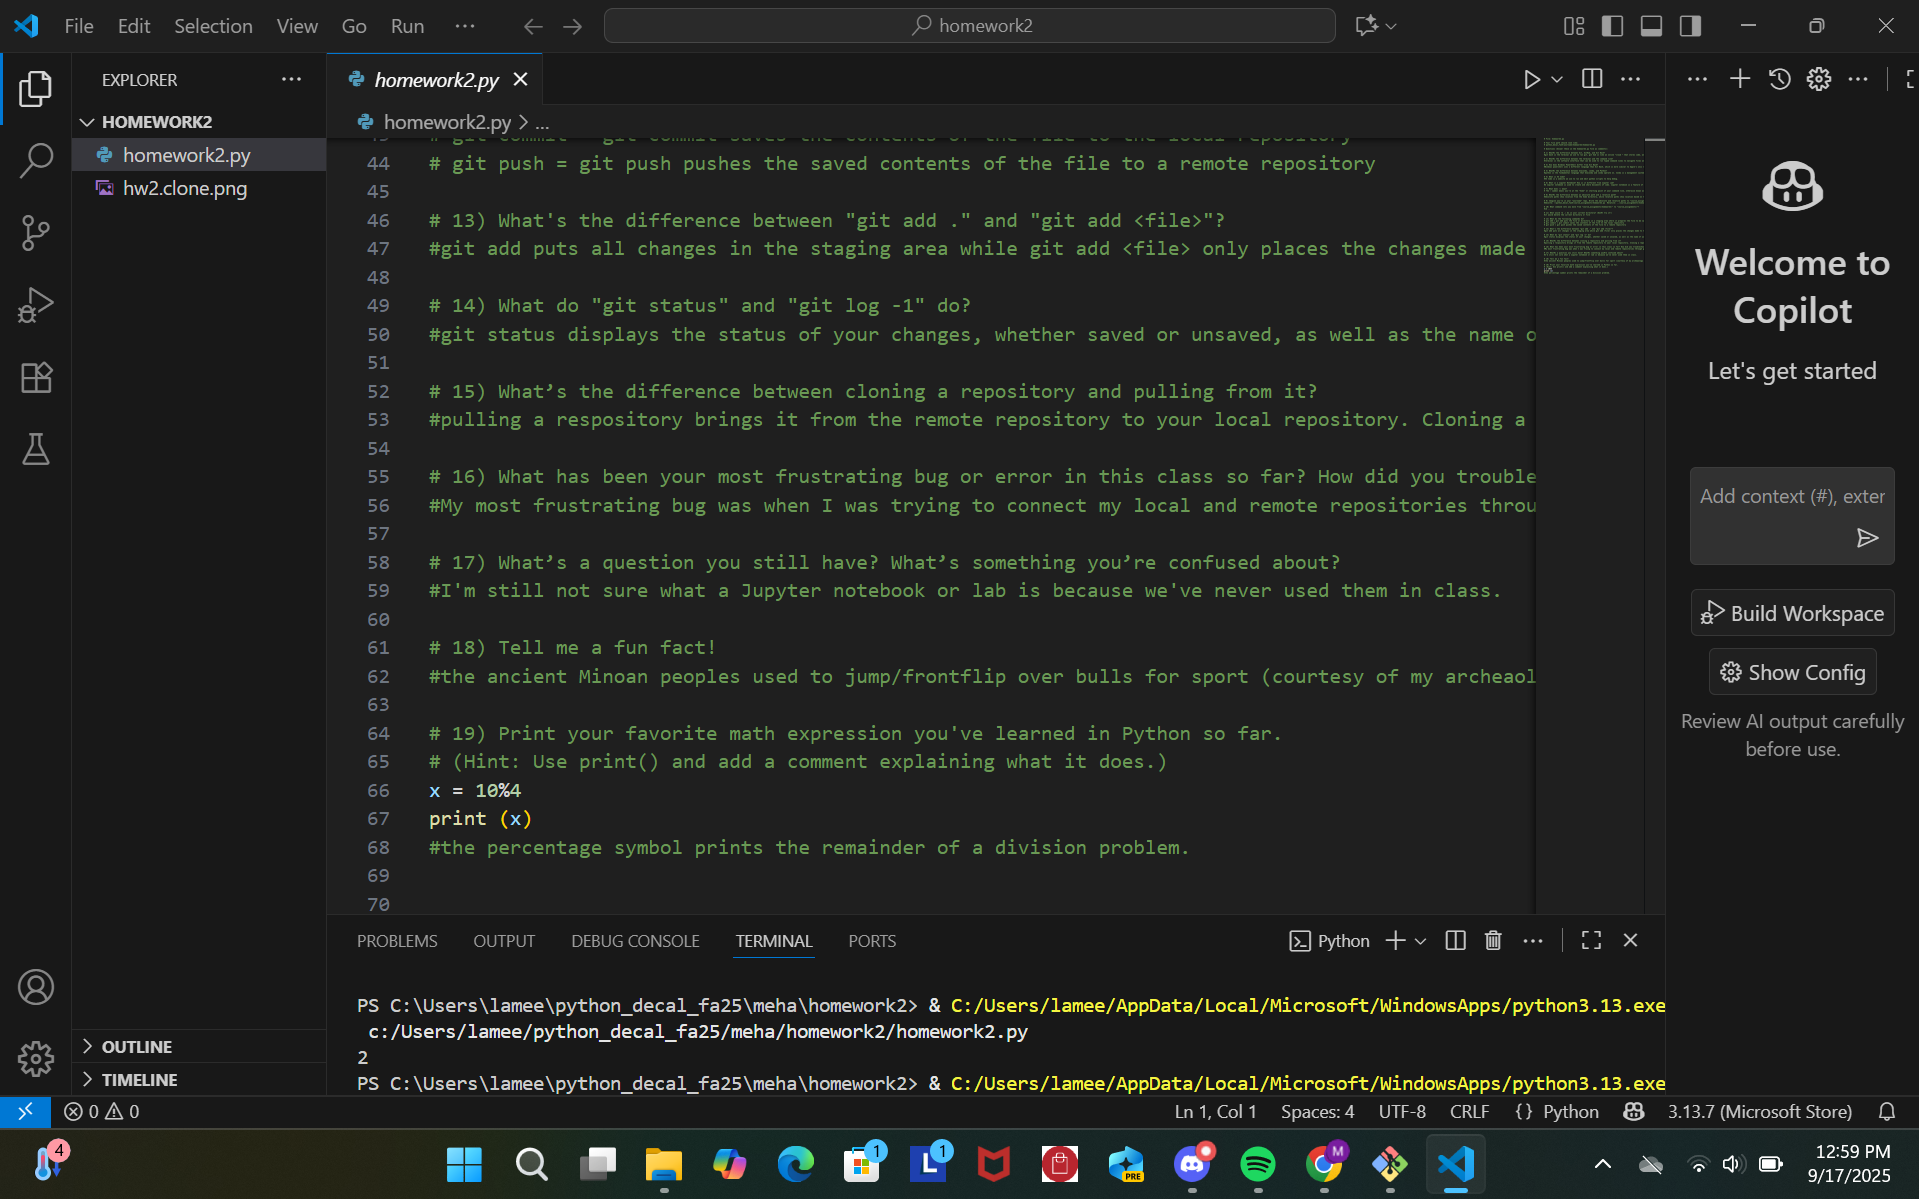 File Edit Selection View Go Run ···
homework2
EXPLORER ···
HOMEWORK2
homework2.py
hw2.clone.png
OUTLINE
TIMELINE
homework2.py
homework2.py > ...
44 # git push = git push pushes the saved contents of the file to a remote repository
45
46 # 13) What's the difference between "git add ." and "git add <file>"?
47 #git add puts all changes in the staging area while git add <file> only places the changes made
48
49 # 14) What do "git status" and "git log -1" do?
50 #git status displays the status of your changes, whether saved or unsaved, as well as the name o
51
52 # 15) What’s the difference between cloning a repository and pulling from it?
53 #pulling a respository brings it from the remote repository to your local repository. Cloning a
54
55 # 16) What has been your most frustrating bug or error in this class so far? How did you trouble
56 #My most frustrating bug was when I was trying to connect my local and remote repositories throu
57
58 # 17) What’s a question you still have? What’s something you’re confused about?
59 #I'm still not sure what a Jupyter notebook or lab is because we've never used them in class.
60
61 # 18) Tell me a fun fact!
62 #the ancient Minoan peoples used to jump/frontflip over bulls for sport (courtesy of my archeaol
63
64 # 19) Print your favorite math expression you've learned in Python so far.
65 # (Hint: Use print() and add a comment explaining what it does.)
66 x = 10%4
67 print (x)
68 #the percentage symbol prints the remainder of a division problem.
69
70
PROBLEMS OUTPUT DEBUG CONSOLE TERMINAL PORTS
Python
PS C:\Users\lamee\python_decal_fa25\meha\homework2> & C:/Users/lamee/AppData/Local/Microsoft/WindowsApps/python3.13.exe
c:/Users/lamee/python_decal_fa25/meha/homework2/homework2.py
2
PS C:\Users\lamee\python_decal_fa25\meha\homework2> & C:/Users/lamee/AppData/Local/Microsoft/WindowsApps/python3.13.exe
Welcome to
Copilot
Let's get started
Add context (#), exter
Build Workspace
Show Config
Review AI output carefully
before use.
0 0
Ln 1, Col 1 Spaces: 4 UTF-8 CRLF {} Python 3.13.7 (Microsoft Store)
4
1
L 1
PRE
M
12:59 PM
9/17/2025